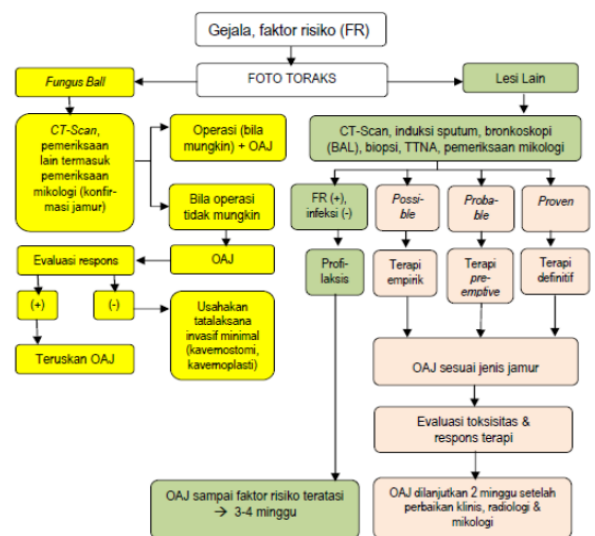 Gejala, faktor risiko (FR)
Fungus Ball
FOTO TORAKS
Lesi Lain
CT-Scan,
pemeriksaan
lain termasuk
pemeriksaan
mikologi (konfir-
masi jamur)
Operasi (bila
mungkin) + OAJ
Bila operasi
tidak mungkin
OAJ
Evaluasi respons
(+)
(-)
Teruskan OAJ
Usahakan
tatalaksana
invasif minimal
(kavernostomi,
kavernoplasti)
CT-Scan, induksi sputum, bronkoskopi
(BAL), biopsi, TTNA, pemeriksaan mikologi
FR (+),
infeksi (-)
Possi-
ble
Proba-
ble
Proven
Profi-
laksis
Terapi
empirik
Terapi
pre-
emptive
Terapi
definitif
OAJ sesuai jenis jamur
Evaluasi toksisitas &
respons terapi
OAJ sampai faktor risiko teratasi
→ 3-4 minggu
OAJ dilanjutkan 2 minggu setelah
perbaikan klinis, radiologi &
mikologi